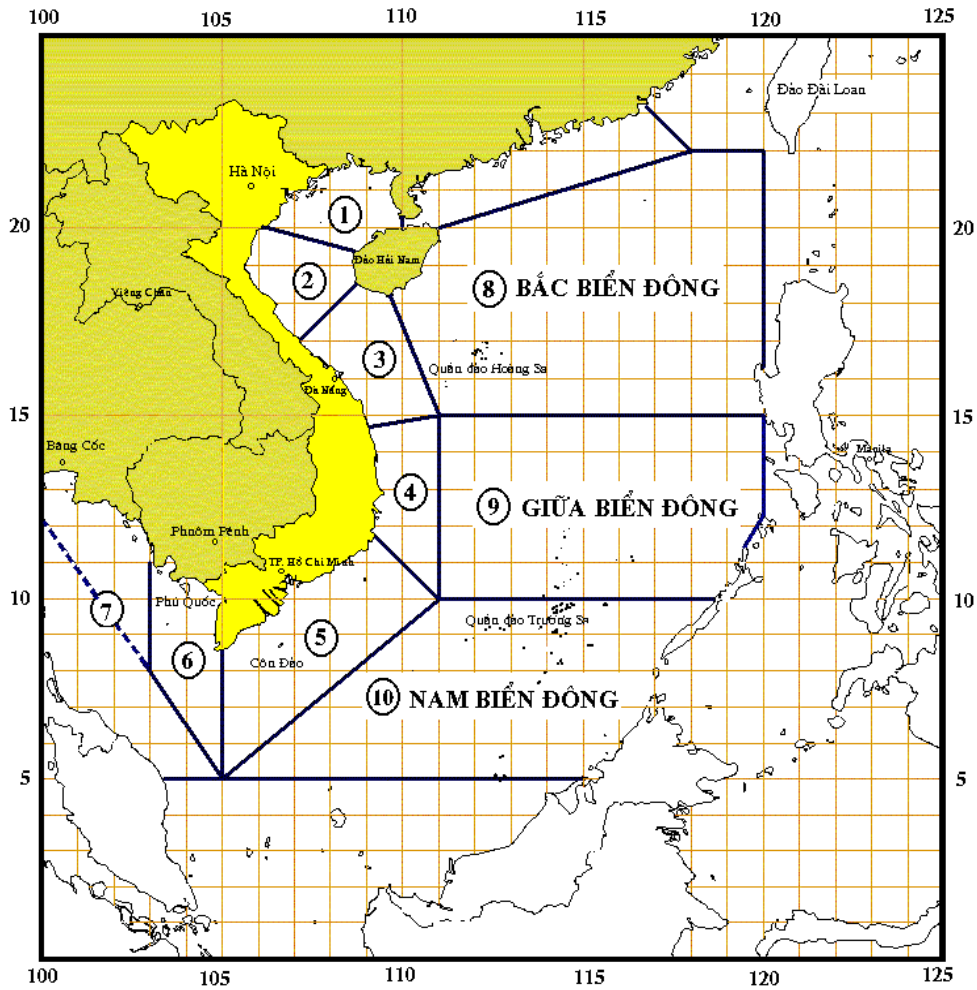 100 105 110 115 120 125
Đảo Đài Loan
Hà Nội
1
20 20
Đảo Hải Nam
2
8 BẮC BIỂN ĐÔNG
Viêng Chăn
3
Quần đảo Hoàng Sa
Đà Nẵng
15 15
Băng Cốc
Manila
4
9 GIỮA BIỂN ĐÔNG
Phnôm Pênh
TP. Hồ Chí Minh
10 10
Phú Quốc
7
Quần đảo Trường Sa
5
6
Côn Đảo
10 NAM BIỂN ĐÔNG
5 5
100 105 110 115 120 125